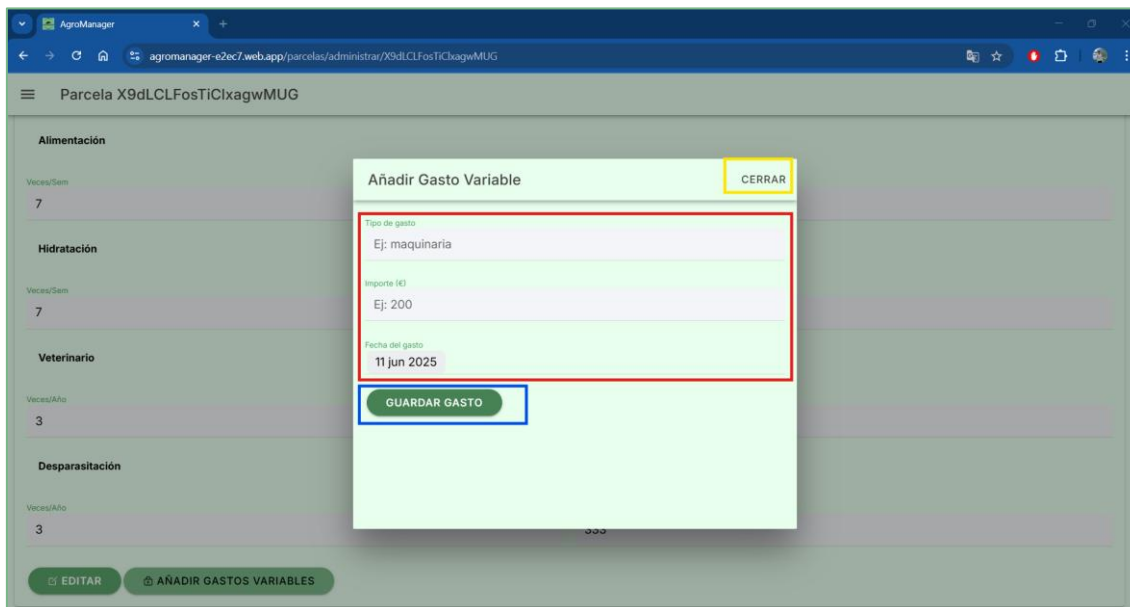 AgroManager
agromanager-e2ec7.web.app/parcelas/administrar/X9dLCLFosTiClxagwMUG
Parcela X9dLCLFosTiClxagwMUG
Alimentación
Veces/Sem
7
Hidratación
Veces/Sem
7
Veterinario
Veces/Año
3
Desparasitación
Veces/Año
3
333
EDITAR
AÑADIR GASTOS VARIABLES
Añadir Gasto Variable
CERRAR
Tipo de gasto
Ej: maquinaria
Importe (€)
Ej: 200
Fecha del gasto
11 jun 2025
GUARDAR GASTO